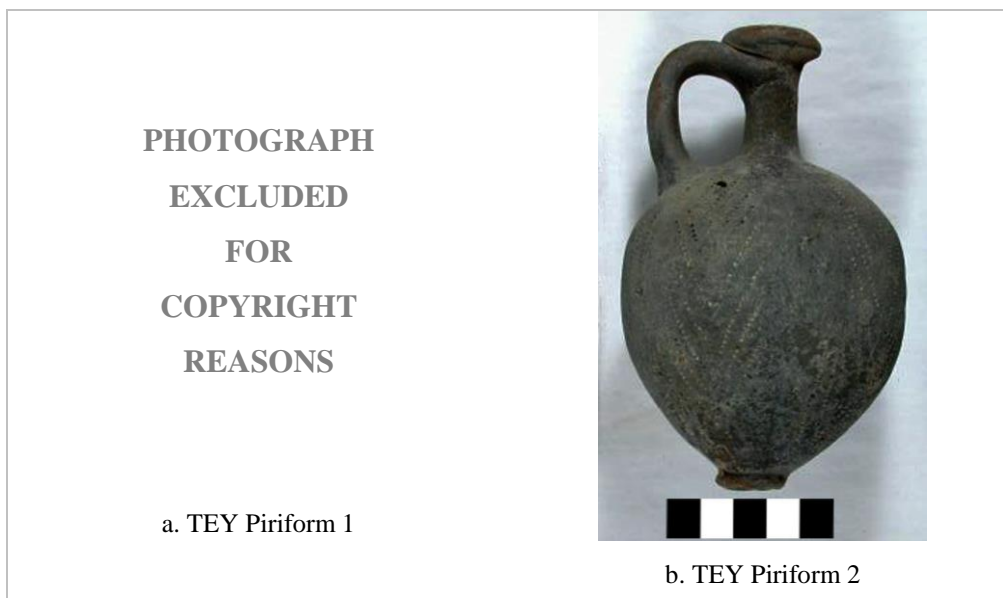 PHOTOGRAPH
EXCLUDED
FOR
COPYRIGHT
REASONS
a. TEY Piriform 1
b. TEY Piriform 2